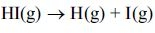 HI(g) → H(g) + I(g)